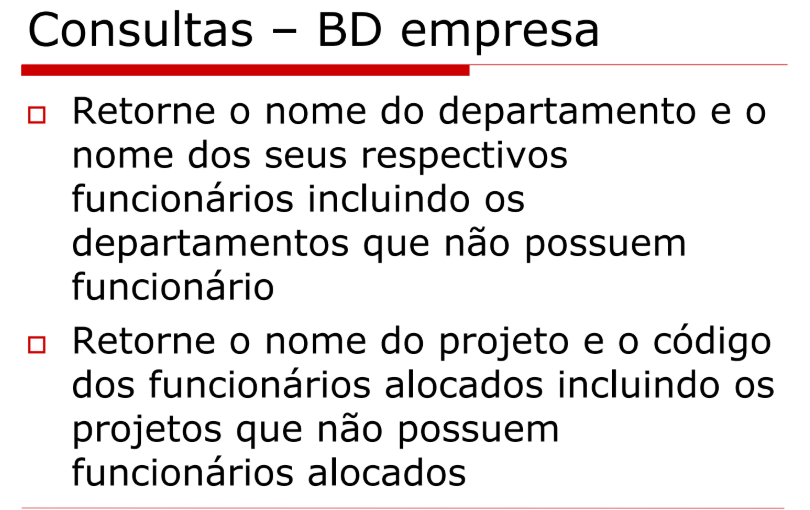 Consultas – BD empresa
Retorne o nome do departamento e o
nome dos seus respectivos
funcionários incluindo os
departamentos que não possuem
funcionário
Retorne o nome do projeto e o código
dos funcionários alocados incluindo os
projetos que não possuem
funcionários alocados